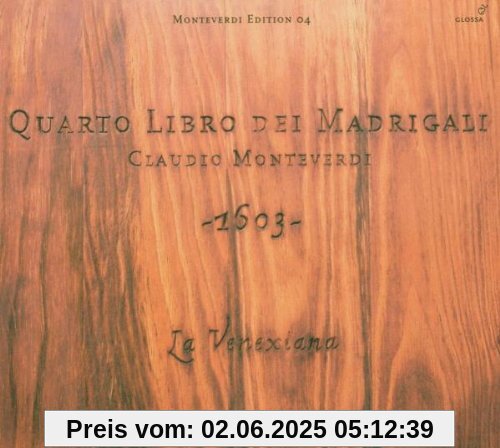 Monteverdi Edition 04
GLOSSA
Quarto Libro dei Madrigali
Claudio Monteverdi
-1603-
La Venexiana
Preis vom: 02.06.2025 05:12:39